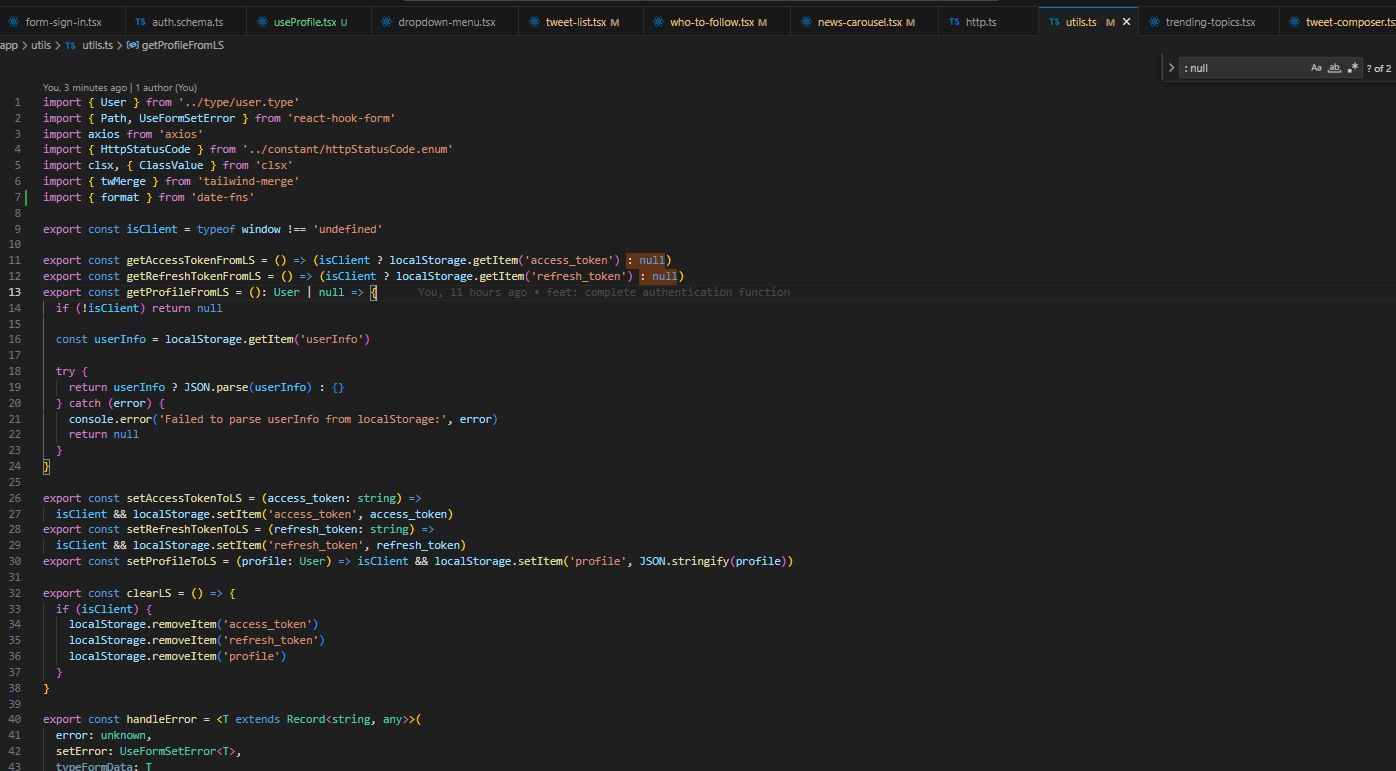 form-sign-in.tsx TS auth.schema.ts useProfile.tsx U dropdown-menu.tsx tweet-list.tsx M who-to-follow.tsx M news-carousel.tsx M TS http.ts TS utils.ts M trending-topics.tsx tweet-composer.ts
app > utils > TS utils.ts > getProfileFromLS
: null Aa ab .* ? of 2
You, 3 minutes ago | 1 author (You)
1 import { User } from '../type/user.type'
2 import { Path, UseFormSetError } from 'react-hook-form'
3 import axios from 'axios'
4 import { HttpStatusCode } from '../constant/httpStatusCode.enum'
5 import clsx, { ClassValue } from 'clsx'
6 import { twMerge } from 'tailwind-merge'
7 import { format } from 'date-fns'
8
9 export const isClient = typeof window !== 'undefined'
10
11 export const getAccessTokenFromLS = () => (isClient ? localStorage.getItem('access_token') : null)
12 export const getRefreshTokenFromLS = () => (isClient ? localStorage.getItem('refresh_token') : null)
13 export const getProfileFromLS = (): User | null => { You, 11 hours ago • feat: complete authentication function
14 if (!isClient) return null
15
16 const userInfo = localStorage.getItem('userInfo')
17
18 try {
19 return userInfo ? JSON.parse(userInfo) : {}
20 } catch (error) {
21 console.error('Failed to parse userInfo from localStorage:', error)
22 return null
23 }
24 }
25
26 export const setAccessTokenToLS = (access_token: string) =>
27 isClient && localStorage.setItem('access_token', access_token)
28 export const setRefreshTokenToLS = (refresh_token: string) =>
29 isClient && localStorage.setItem('refresh_token', refresh_token)
30 export const setProfileToLS = (profile: User) => isClient && localStorage.setItem('profile', JSON.stringify(profile))
31
32 export const clearLS = () => {
33 if (isClient) {
34 localStorage.removeItem('access_token')
35 localStorage.removeItem('refresh_token')
36 localStorage.removeItem('profile')
37 }
38 }
39
40 export const handleError = <T extends Record<string, any>>(
41 error: unknown,
42 setError: UseFormSetError<T>,
43 typeFormData: T